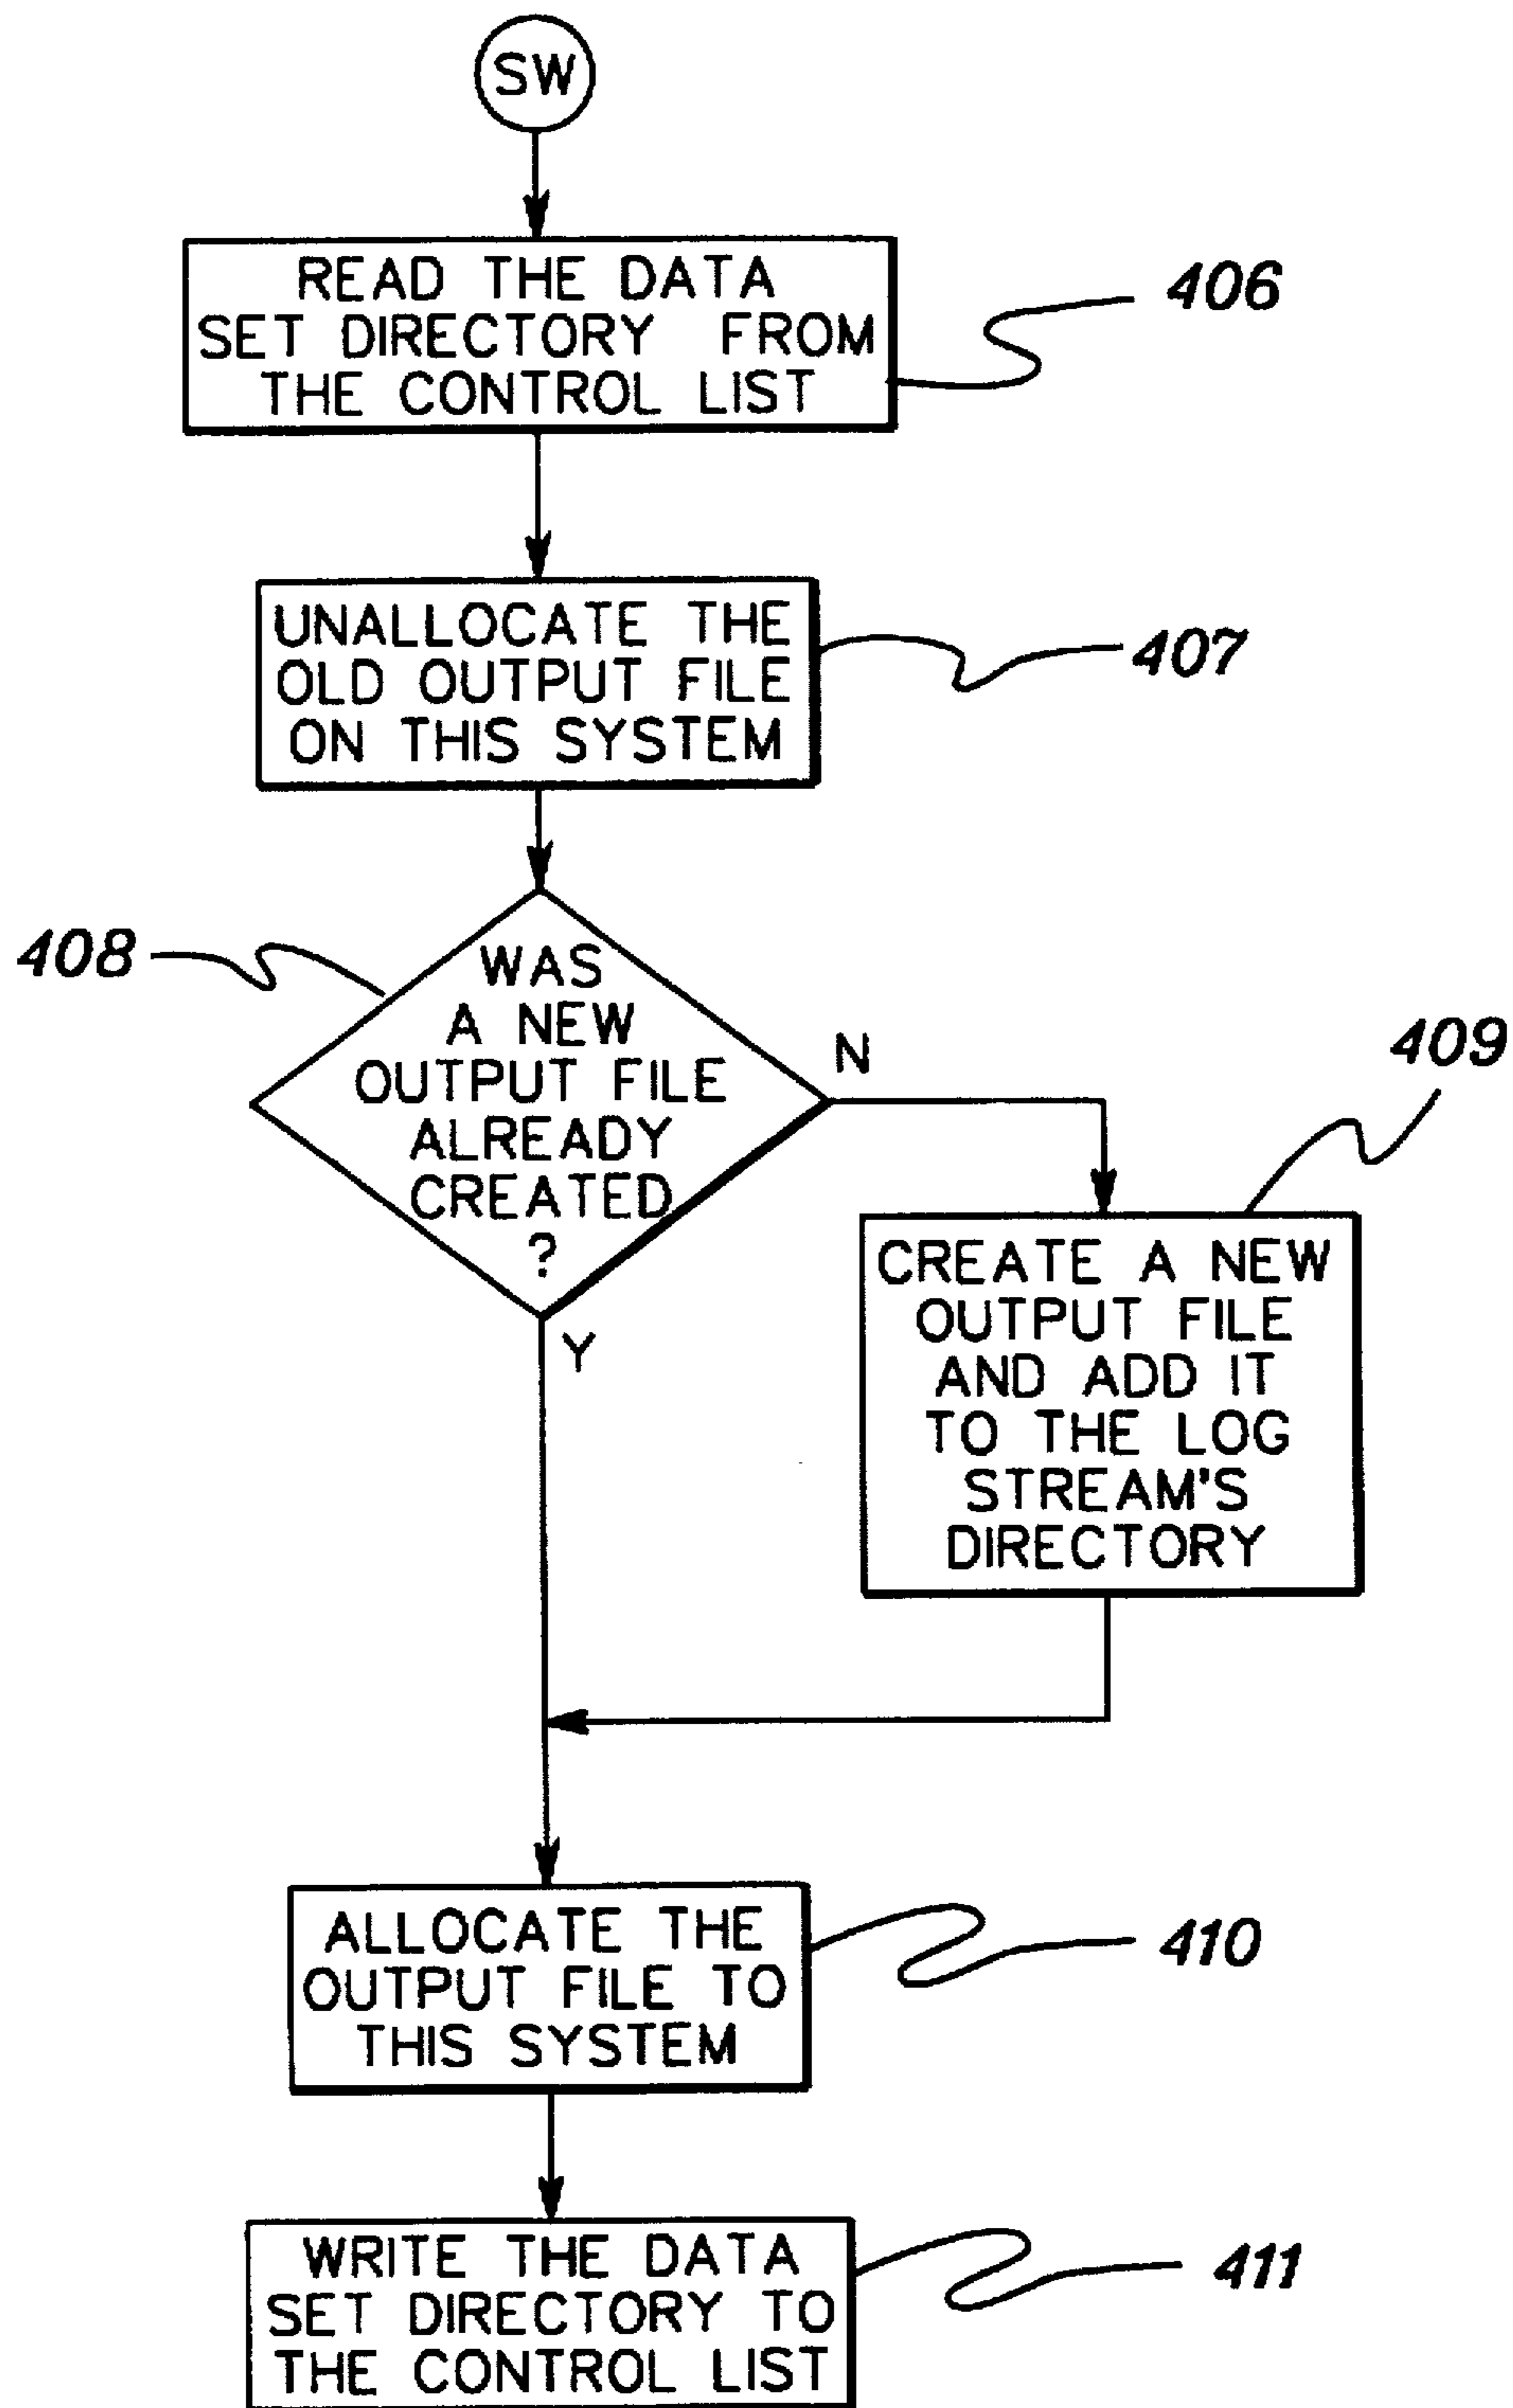 SW
READ THE DATA
SET DIRECTORY FROM
THE CONTROL LIST
406
UNALLOCATE THE
OLD OUTPUT FILE
ON THIS SYSTEM
407
408
WAS
A NEW
OUTPUT FILE
ALREADY
CREATED
?
N
Y
409
CREATE A NEW
OUTPUT FILE
AND ADD IT
TO THE LOG
STREAM'S
DIRECTORY
ALLOCATE THE
OUTPUT FILE TO
THIS SYSTEM
410
WRITE THE DATA
SET DIRECTORY TO
THE CONTROL LIST
411